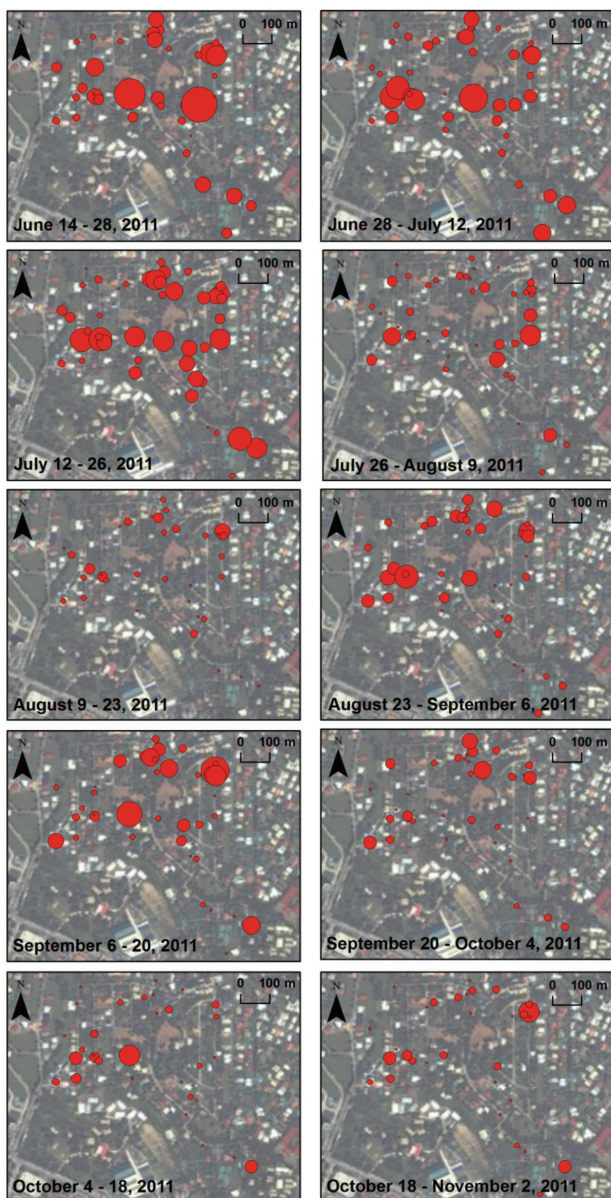 N
0 100 m
June 14 - 28, 2011
N
0 100 m
June 28 - July 12, 2011
N
0 100 m
July 12 - 26, 2011
N
0 100 m
July 26 - August 9, 2011
N
0 100 m
August 9 - 23, 2011
N
0 100 m
August 23 - September 6, 2011
N
0 100 m
September 6 - 20, 2011
N
0 100 m
September 20 - October 4, 2011
N
0 100 m
October 4 - 18, 2011
N
0 100 m
October 18 - November 2, 2011